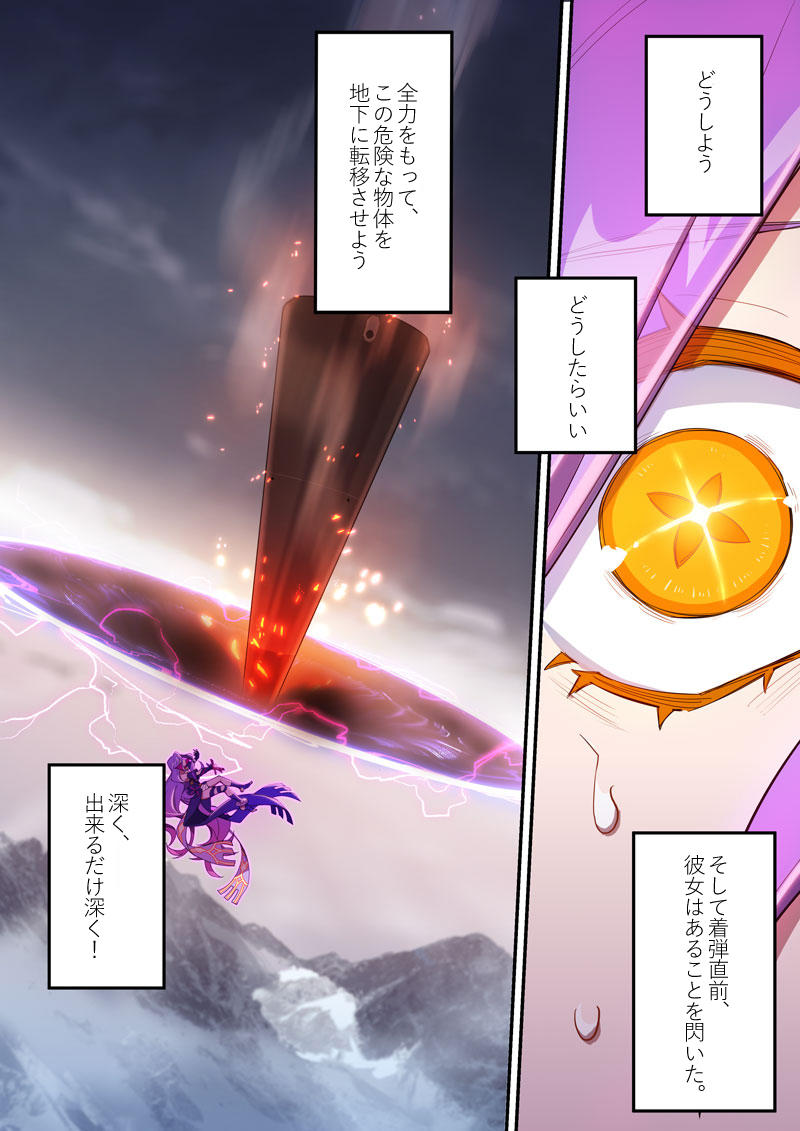 どうしよう
どうしたらいい
そして着弾直前、
彼女はあることを閃いた。
全力をもって、
この危険な物体を
地下に転移させよう
深く、
出来るだけ深く！